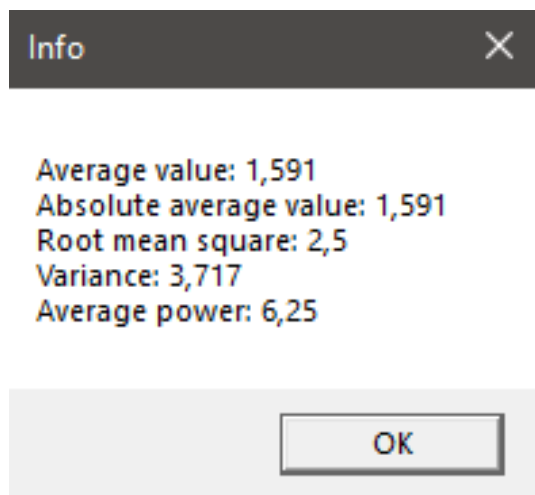 Info
Average value: 1,591
Absolute average value: 1,591
Root mean square: 2,5
Variance: 3,717
Average power: 6,25
OK